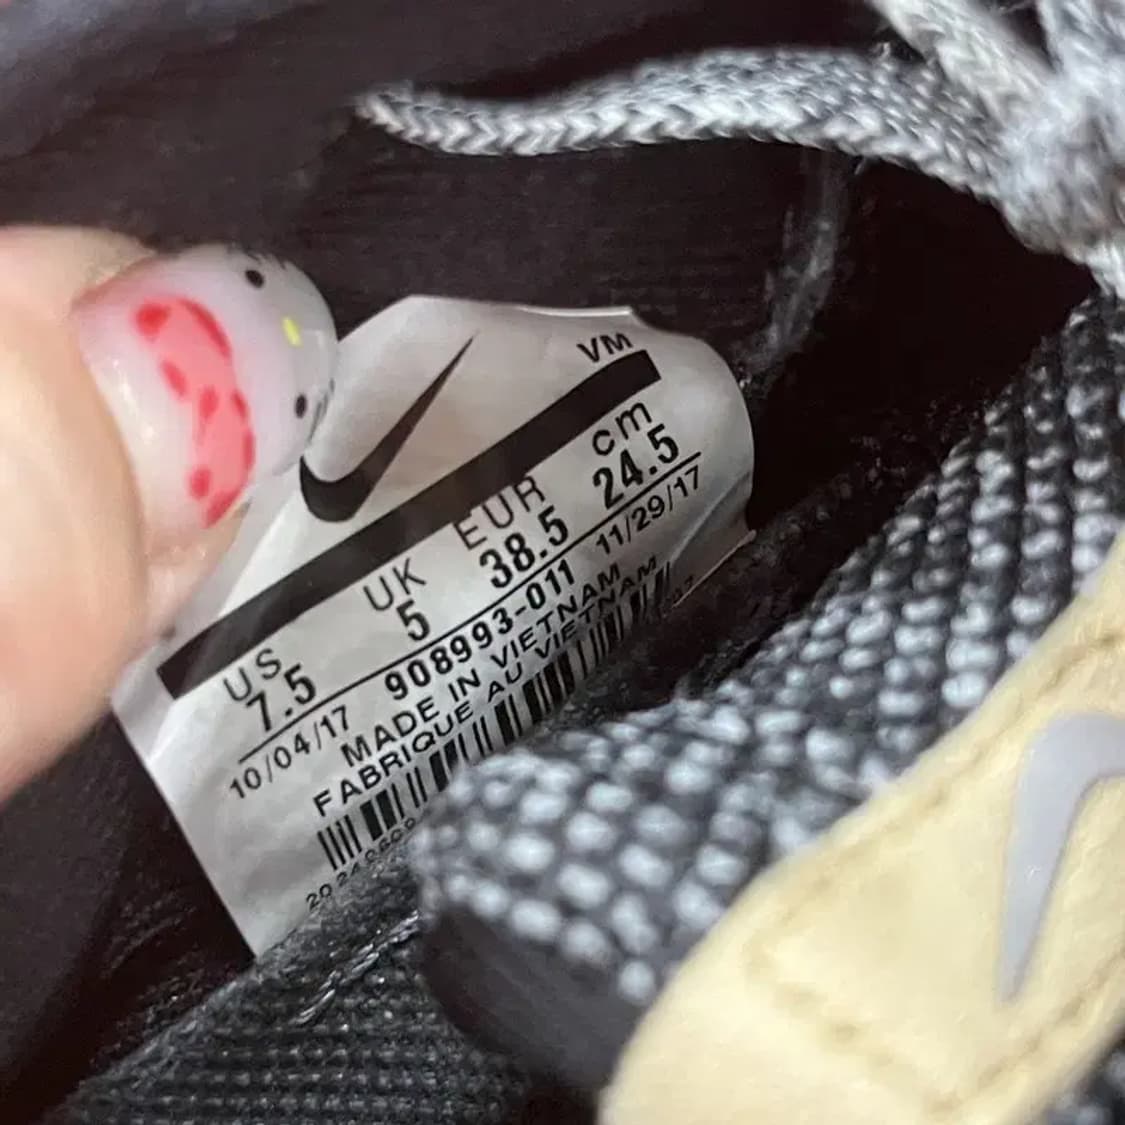 VM
US UK EUR cm
7.5 5 38.5 24.5
10/04/17 908993-011 11/29/17
MADE IN VIETNAM
FABRIQUE AU VIETNAM